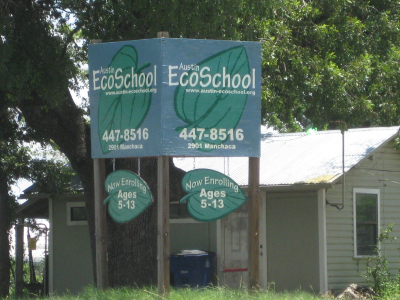 Austin
EcoSchool
www.austin-ecoschool.org
447-8516
2901 Manchaca
Now Enrolling
Ages
5-13
Austin
EcoSchool
www.austin-ecoschool.org
447-8516
2901 Manchaca
Now Enrolling
Ages
5-13